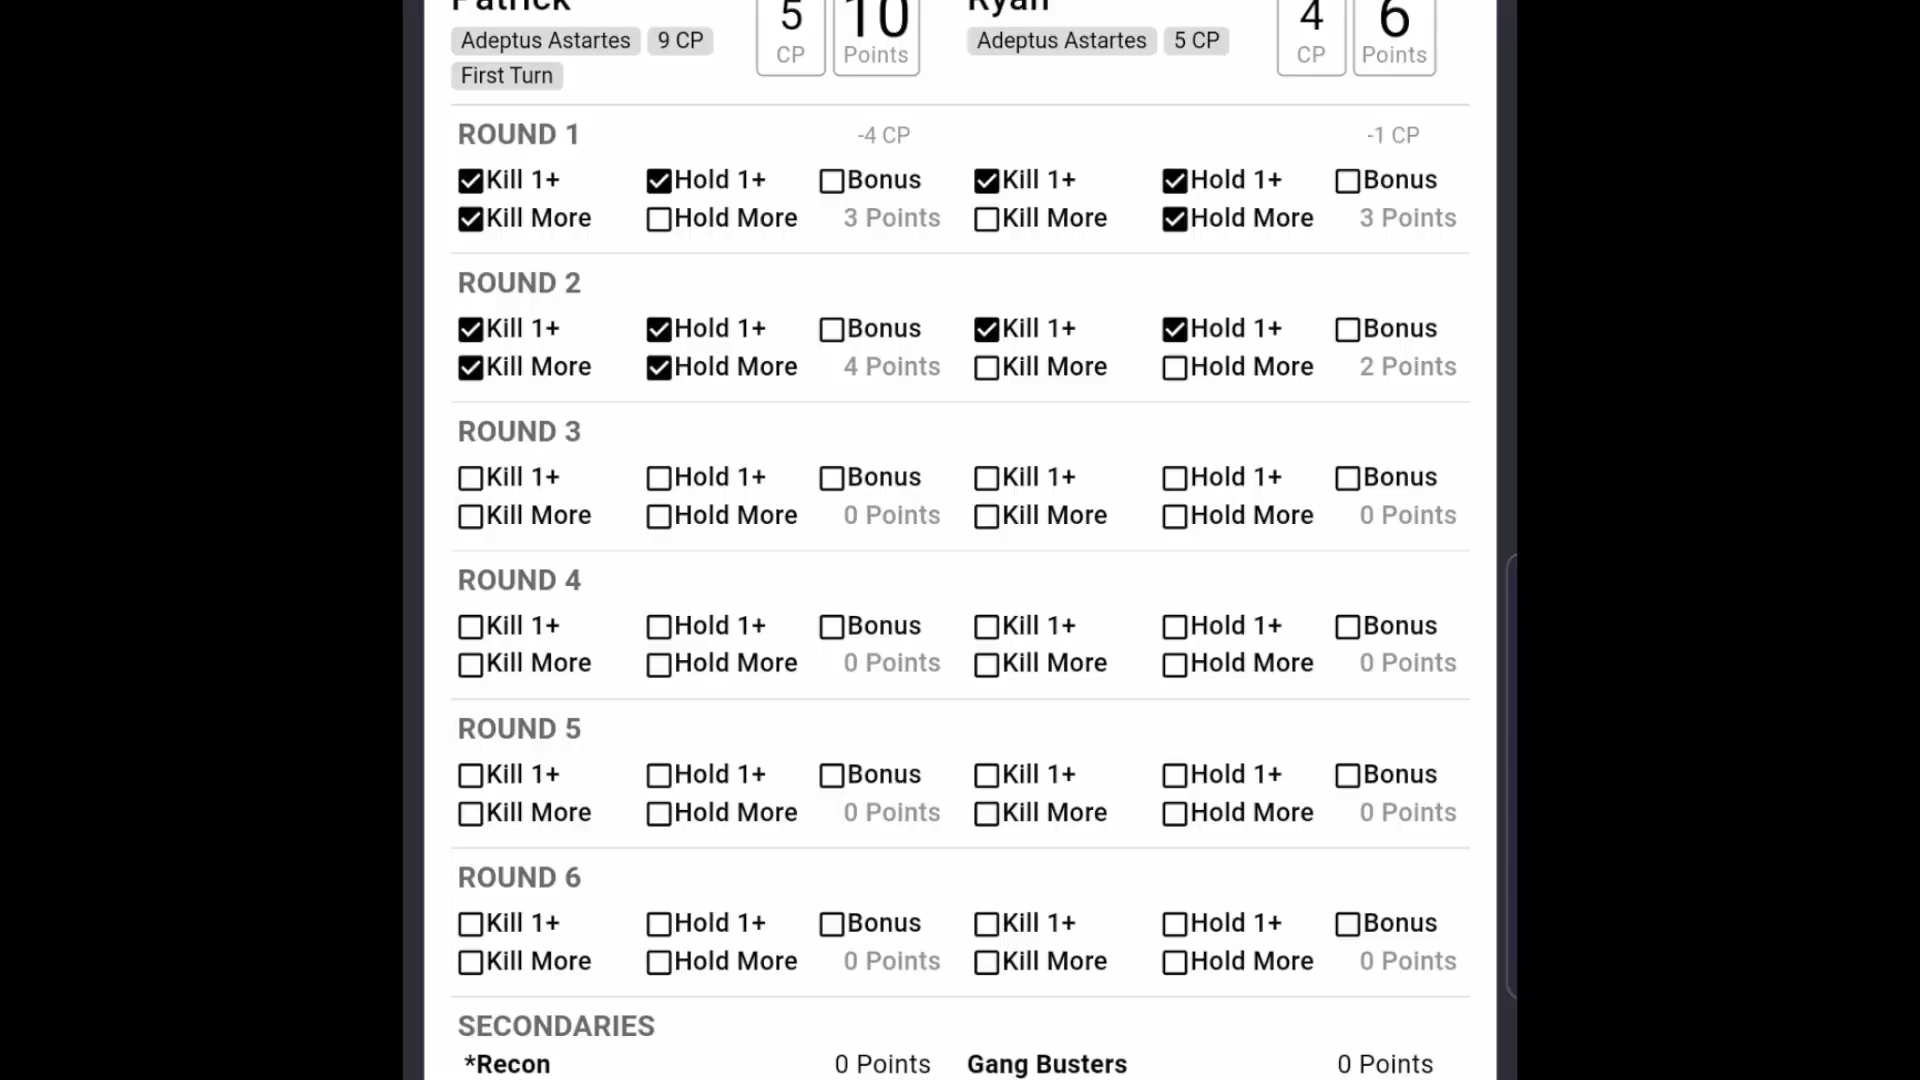 Patrick 5 10 Ryan 4 6
Adeptus Astartes 9 CP CP Points Adeptus Astartes 5 CP CP Points
First Turn
ROUND 1 -4 CP -1 CP
Kill 1+ Hold 1+ Bonus Kill 1+ Hold 1+ Bonus
Kill More Hold More 3 Points Kill More Hold More 3 Points
ROUND 2
Kill 1+ Hold 1+ Bonus Kill 1+ Hold 1+ Bonus
Kill More Hold More 4 Points Kill More Hold More 2 Points
ROUND 3
Kill 1+ Hold 1+ Bonus Kill 1+ Hold 1+ Bonus
Kill More Hold More 0 Points Kill More Hold More 0 Points
ROUND 4
Kill 1+ Hold 1+ Bonus Kill 1+ Hold 1+ Bonus
Kill More Hold More 0 Points Kill More Hold More 0 Points
ROUND 5
Kill 1+ Hold 1+ Bonus Kill 1+ Hold 1+ Bonus
Kill More Hold More 0 Points Kill More Hold More 0 Points
ROUND 6
Kill 1+ Hold 1+ Bonus Kill 1+ Hold 1+ Bonus
Kill More Hold More 0 Points Kill More Hold More 0 Points
SECONDARIES
*Recon 0 Points Gang Busters 0 Points